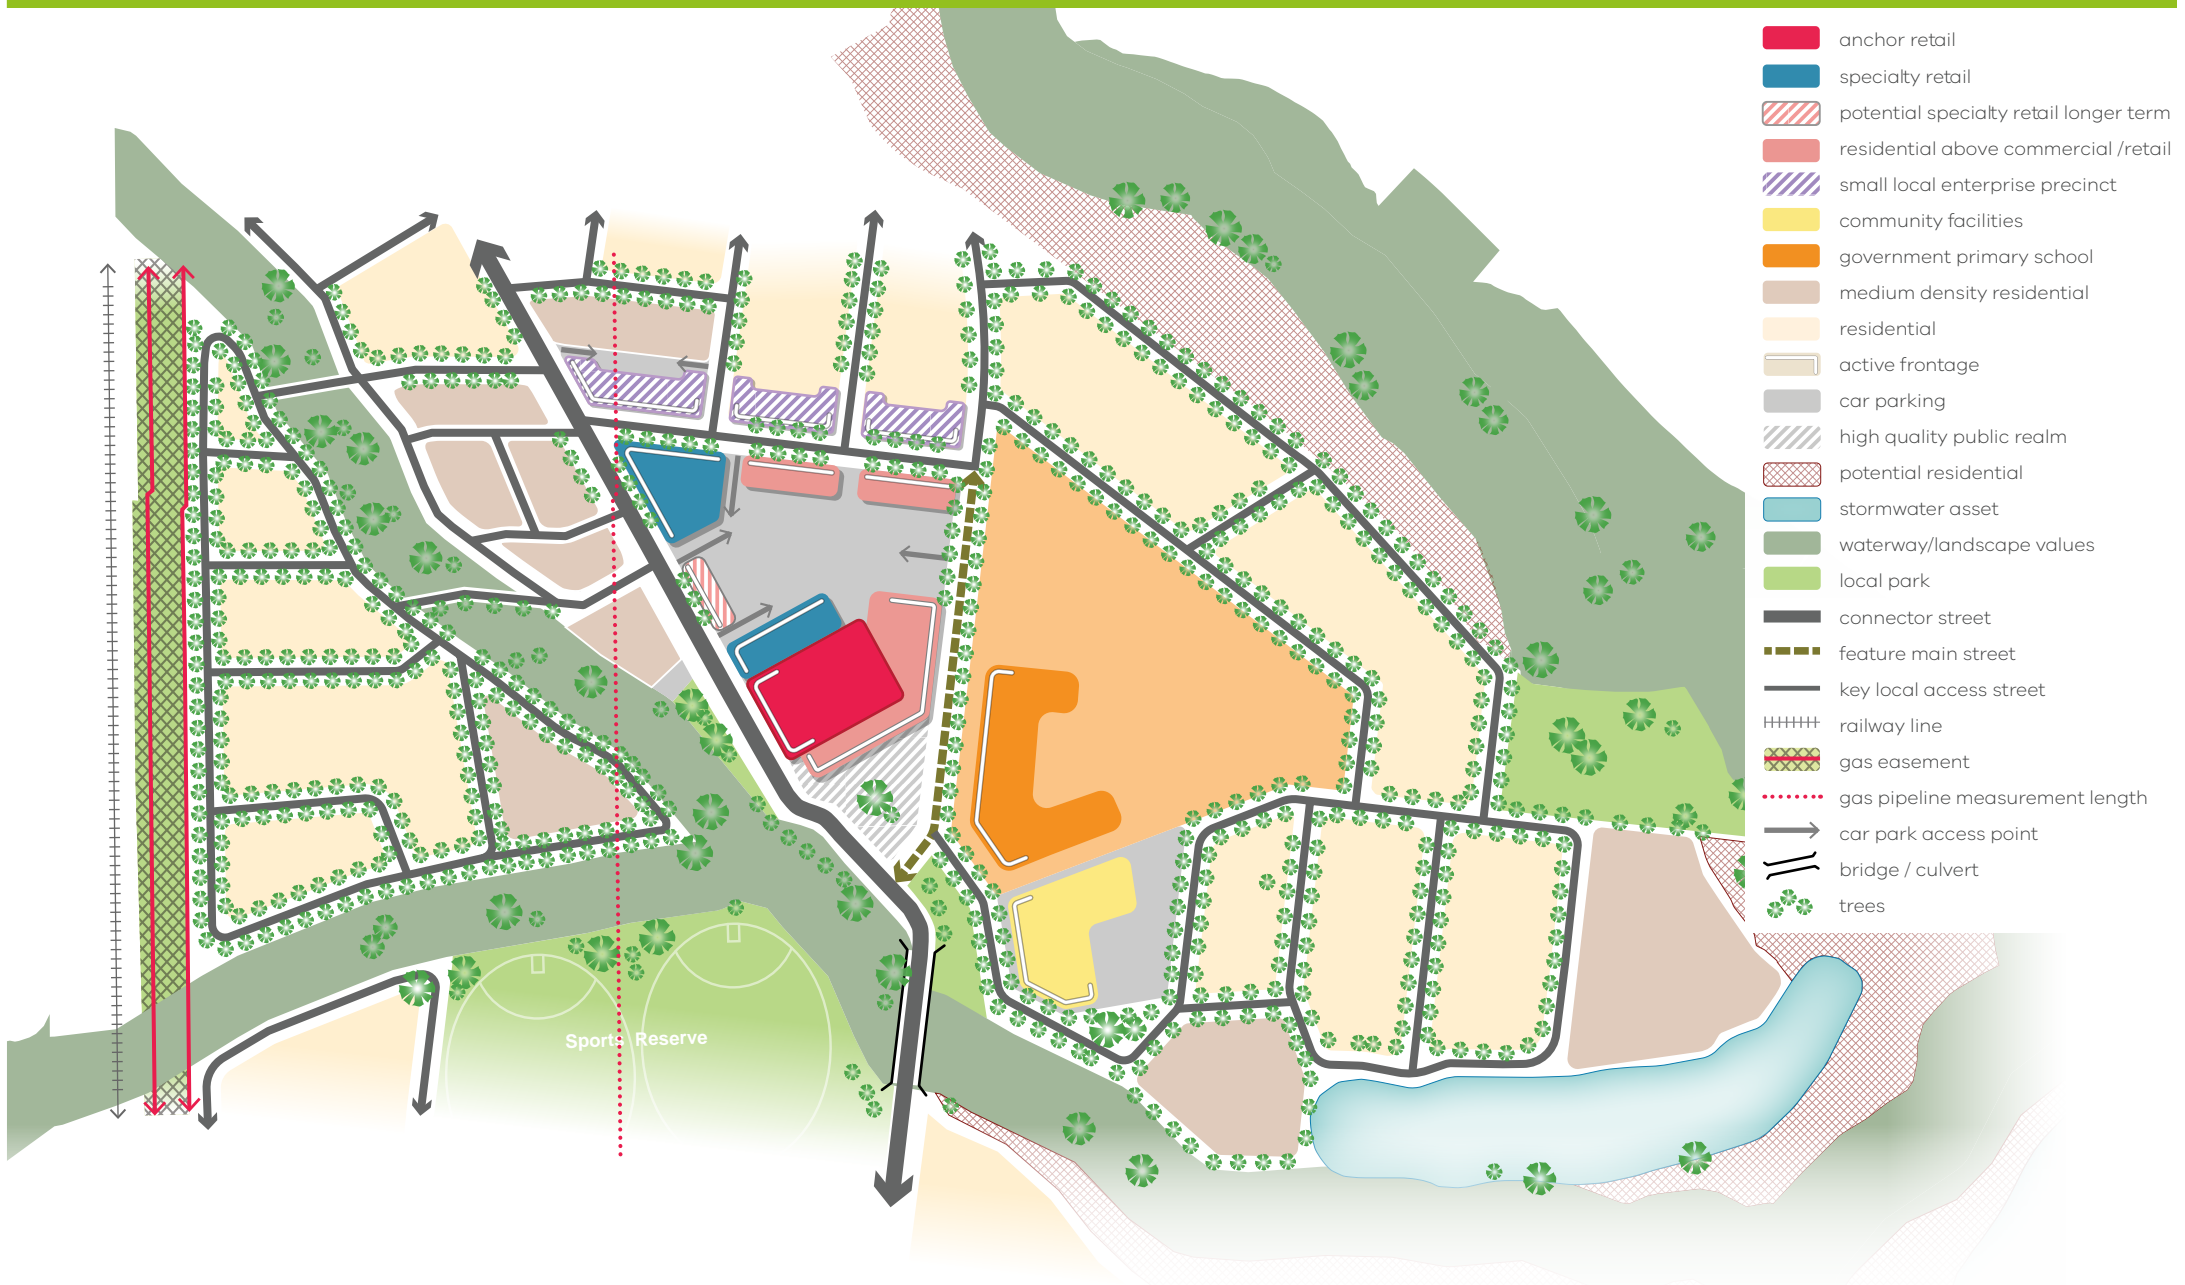 anchor retail
specialty retail
potential specialty retail longer term
residential above commercial /retail
small local enterprise precinct
community facilities
government primary school
medium density residential
residential
active frontage
car parking
high quality public realm
potential residential
stormwater asset
waterway/landscape values
local park
connector street
feature main street
key local access street
railway line
gas easement
gas pipeline measurement length
car park access point
bridge / culvert
trees
Sports Reserve